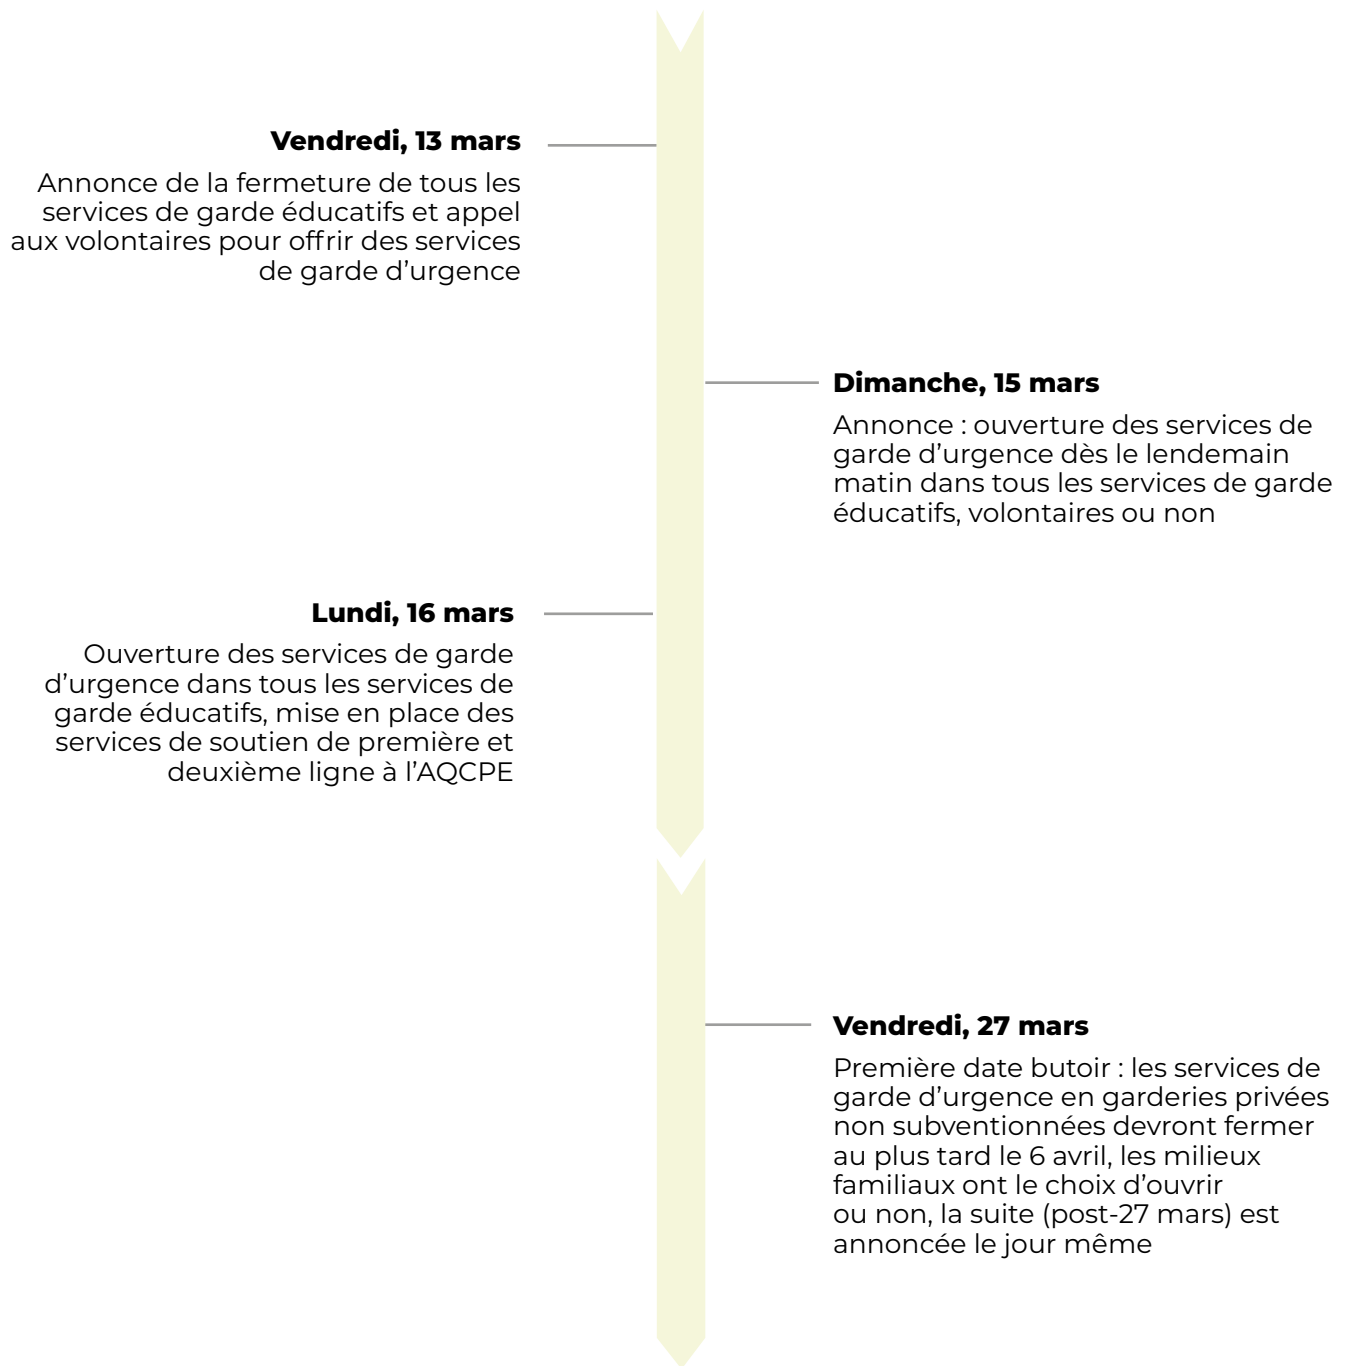 Vendredi, 13 mars
Annonce de la fermeture de tous les
services de garde éducatifs et appel
aux volontaires pour offrir des services
de garde d’urgence
Dimanche, 15 mars
Annonce : ouverture des services de
garde d’urgence dès le lendemain
matin dans tous les services de garde
éducatifs, volontaires ou non
Lundi, 16 mars
Ouverture des services de garde
d’urgence dans tous les services de
garde éducatifs, mise en place des
services de soutien de première et
deuxième ligne à l’AQCPE
Vendredi, 27 mars
Première date butoir : les services de
garde d’urgence en garderies privées
non subventionnées devront fermer
au plus tard le 6 avril, les milieux
familiaux ont le choix d’ouvrir
ou non, la suite (post-27 mars) est
annoncée le jour même